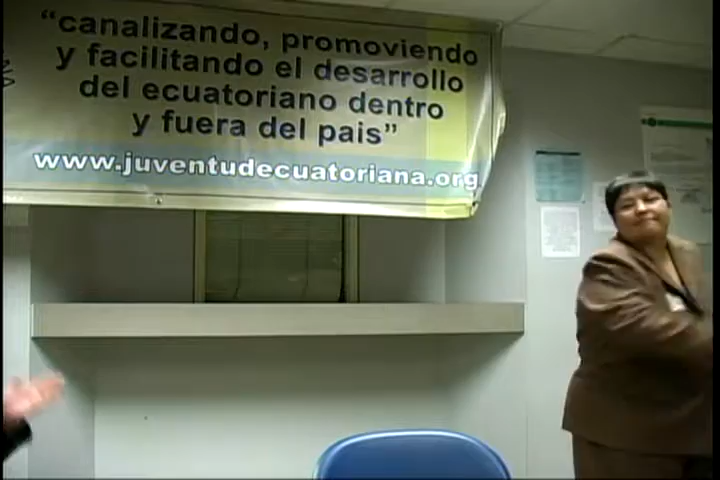 “canalizando, promoviendo
y facilitando el desarrollo
del ecuatoriano dentro
y fuera del pais”
www.juventudecuatoriana.org